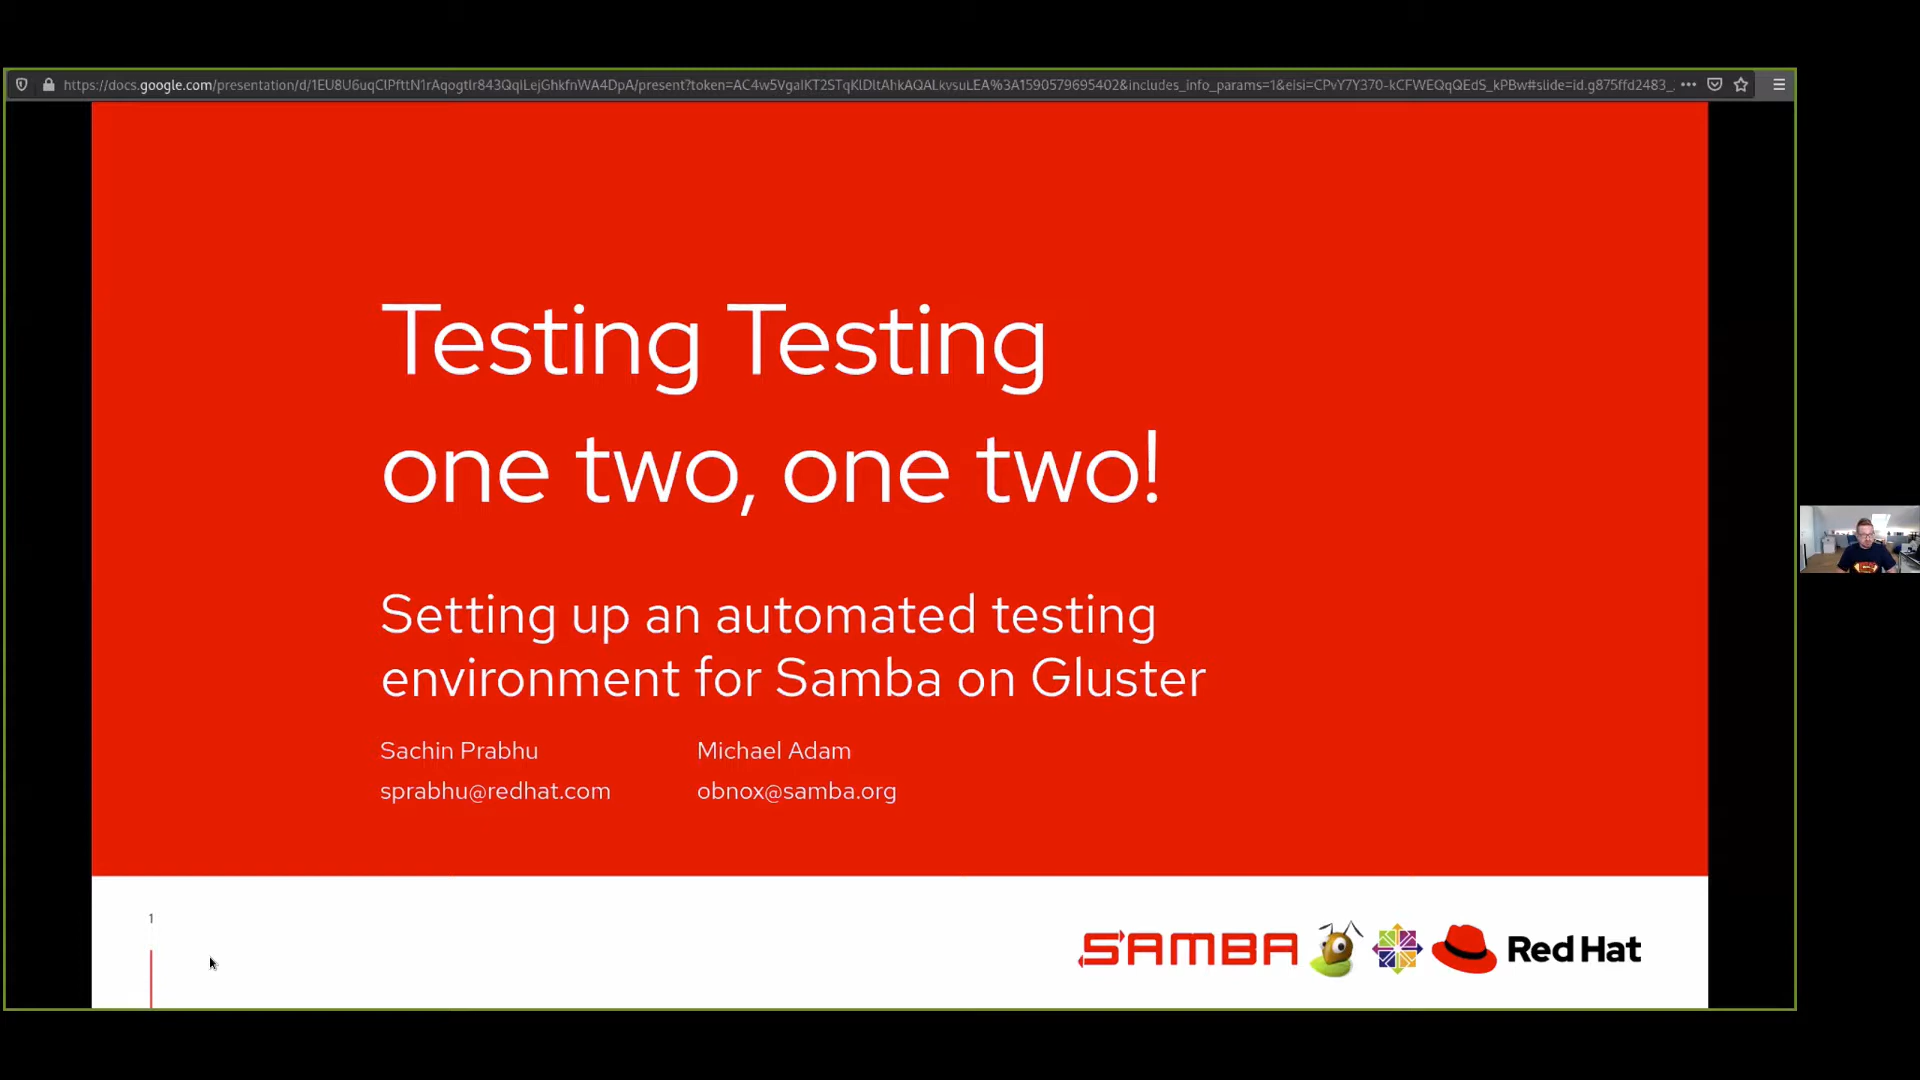 https://docs.google.com/presentation/d/1EU8U6uqClPfttN1rAqogtIr843QqiLejGhkfnWA4DpA/present?token=AC4w5VgaIKT2STqKlDltAhkAQALkvsuLEA%3A1590579695402&includes_info_params=1&eisi=CPvY7Y370-kCFWEQqQEdS_kPBw#slide=id.g875ffd2483_
Testing Testing
one two, one two!
Setting up an automated testing
environment for Samba on Gluster
Sachin Prabhu Michael Adam
sprabhu@redhat.com obnox@samba.org
1
SAMBA Red Hat